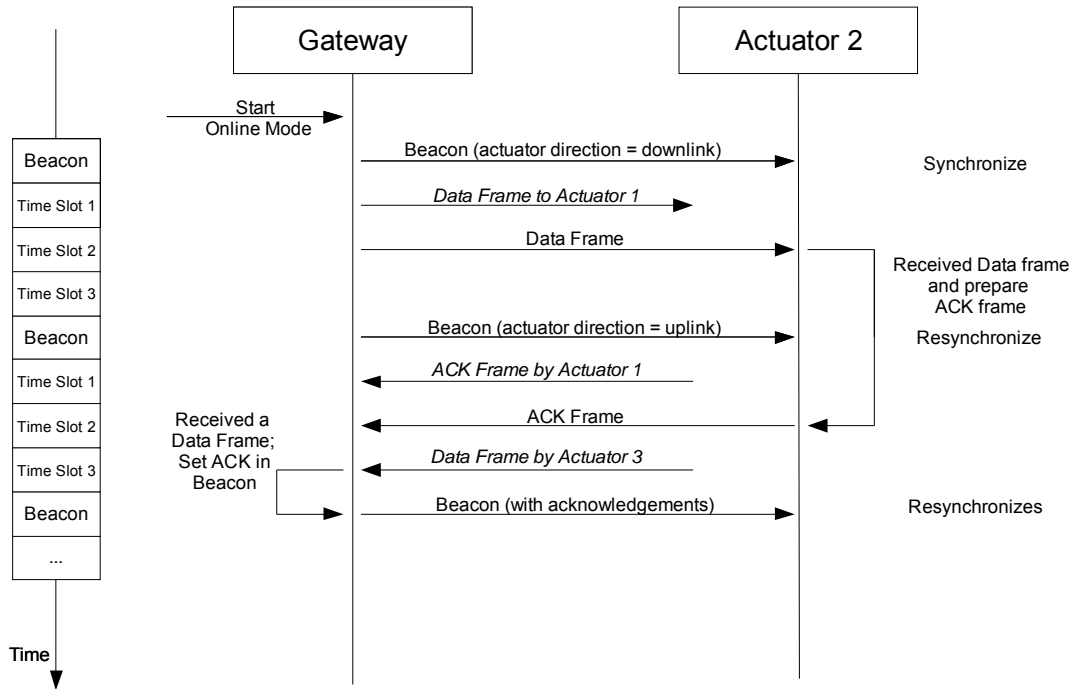 Gateway
Actuator 2
Start
Online Mode
Beacon
Beacon (actuator direction = downlink)
Synchronize
Time Slot 1
Data Frame to Actuator 1
Time Slot 2
Data Frame
Received Data frame
and prepare
ACK frame
Time Slot 3
Beacon
Beacon (actuator direction = uplink)
Resynchronize
Time Slot 1
ACK Frame by Actuator 1
Time Slot 2
ACK Frame
Received a
Data Frame;
Set ACK in
Beacon
Time Slot 3
Data Frame by Actuator 3
Beacon
Beacon (with acknowledgements)
Resynchronizes
...
Time